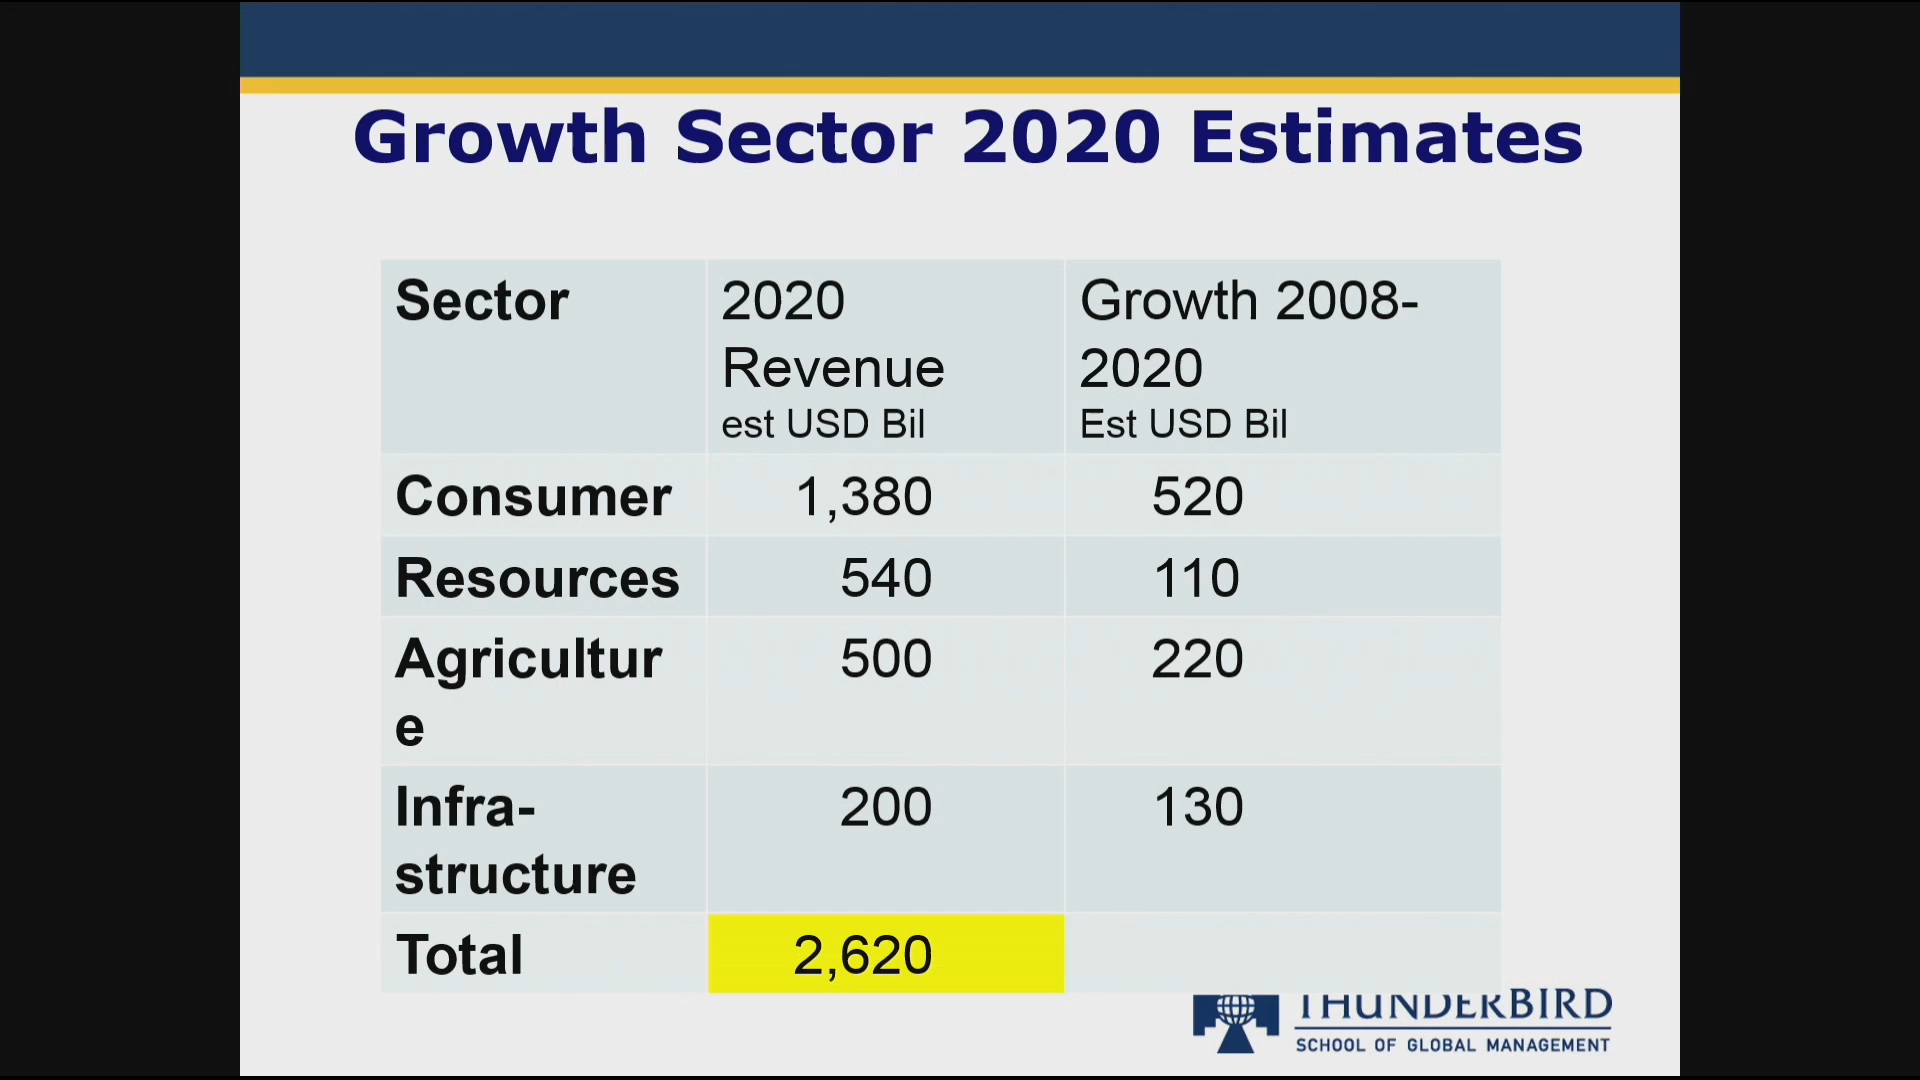 Growth Sector 2020 Estimates
Sector 2020 Growth 2008-
Revenue 2020
est USD Bil Est USD Bil
Consumer 1,380 520
Resources 540 110
Agricultur 500 220
e
Infra- 200 130
structure
Total 2,620
THUNDERBIRD
SCHOOL OF GLOBAL MANAGEMENT